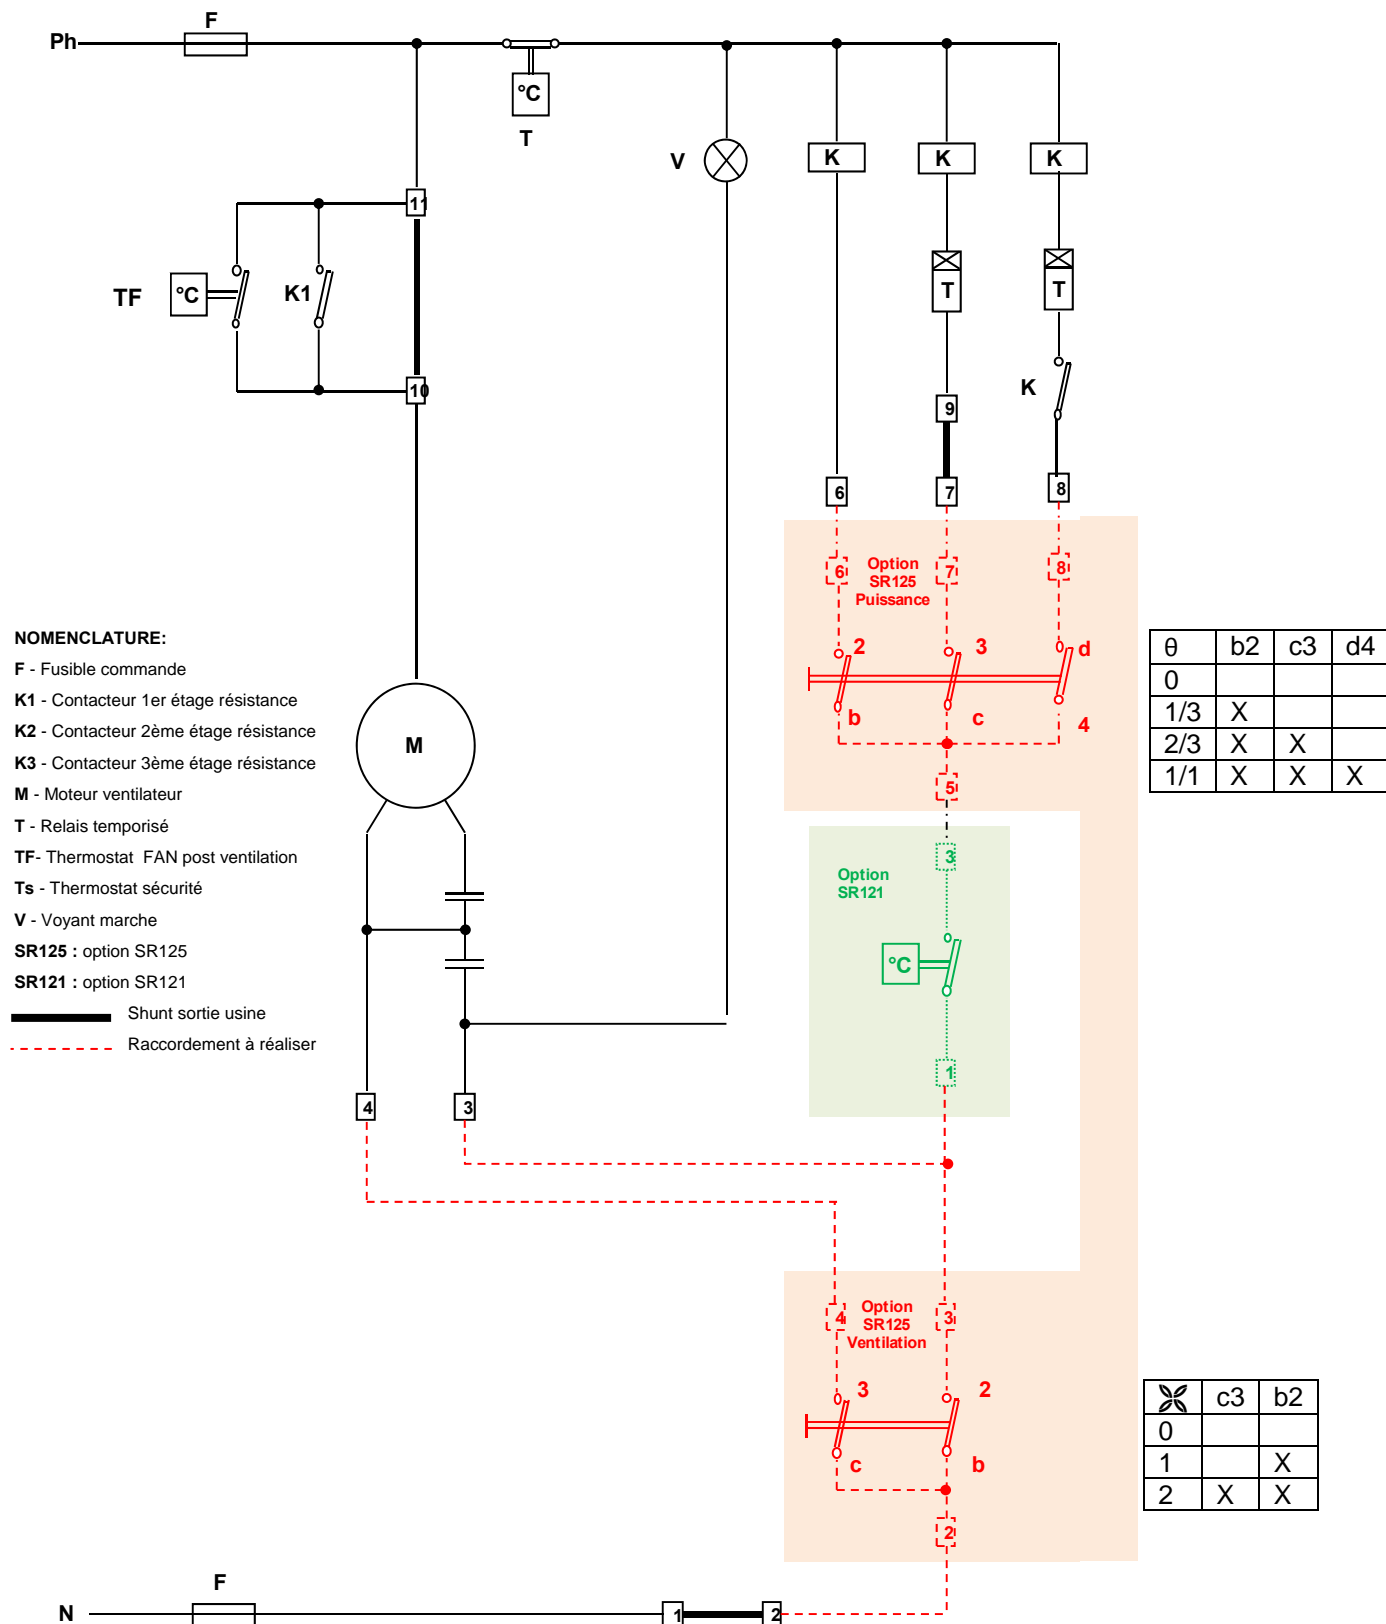 F
Ph
°C
T
V
K
K
K
11
TF
°C
K1
T
T
K
10
9
6
7
8
6
Option
SR125
Puissance
7
8
2
3
d
b
c
4
5
θ b2 c3 d4
0
1/3 X
2/3 X X
1/1 X X X
NOMENCLATURE:
F - Fusible commande
K1 - Contacteur 1er étage résistance
K2 - Contacteur 2ème étage résistance
K3 - Contacteur 3ème étage résistance
M - Moteur ventilateur
T - Relais temporisé
TF- Thermostat FAN post ventilation
Ts - Thermostat sécurité
V - Voyant marche
SR125 : option SR125
SR121 : option SR121
Shunt sortie usine
Raccordement à réaliser
M
3
Option
SR121
°C
1
4
3
4
Option
SR125
Ventilation
3
3
2
c
b
2
c3 b2
0
1 X
2 X X
F
N
1
2